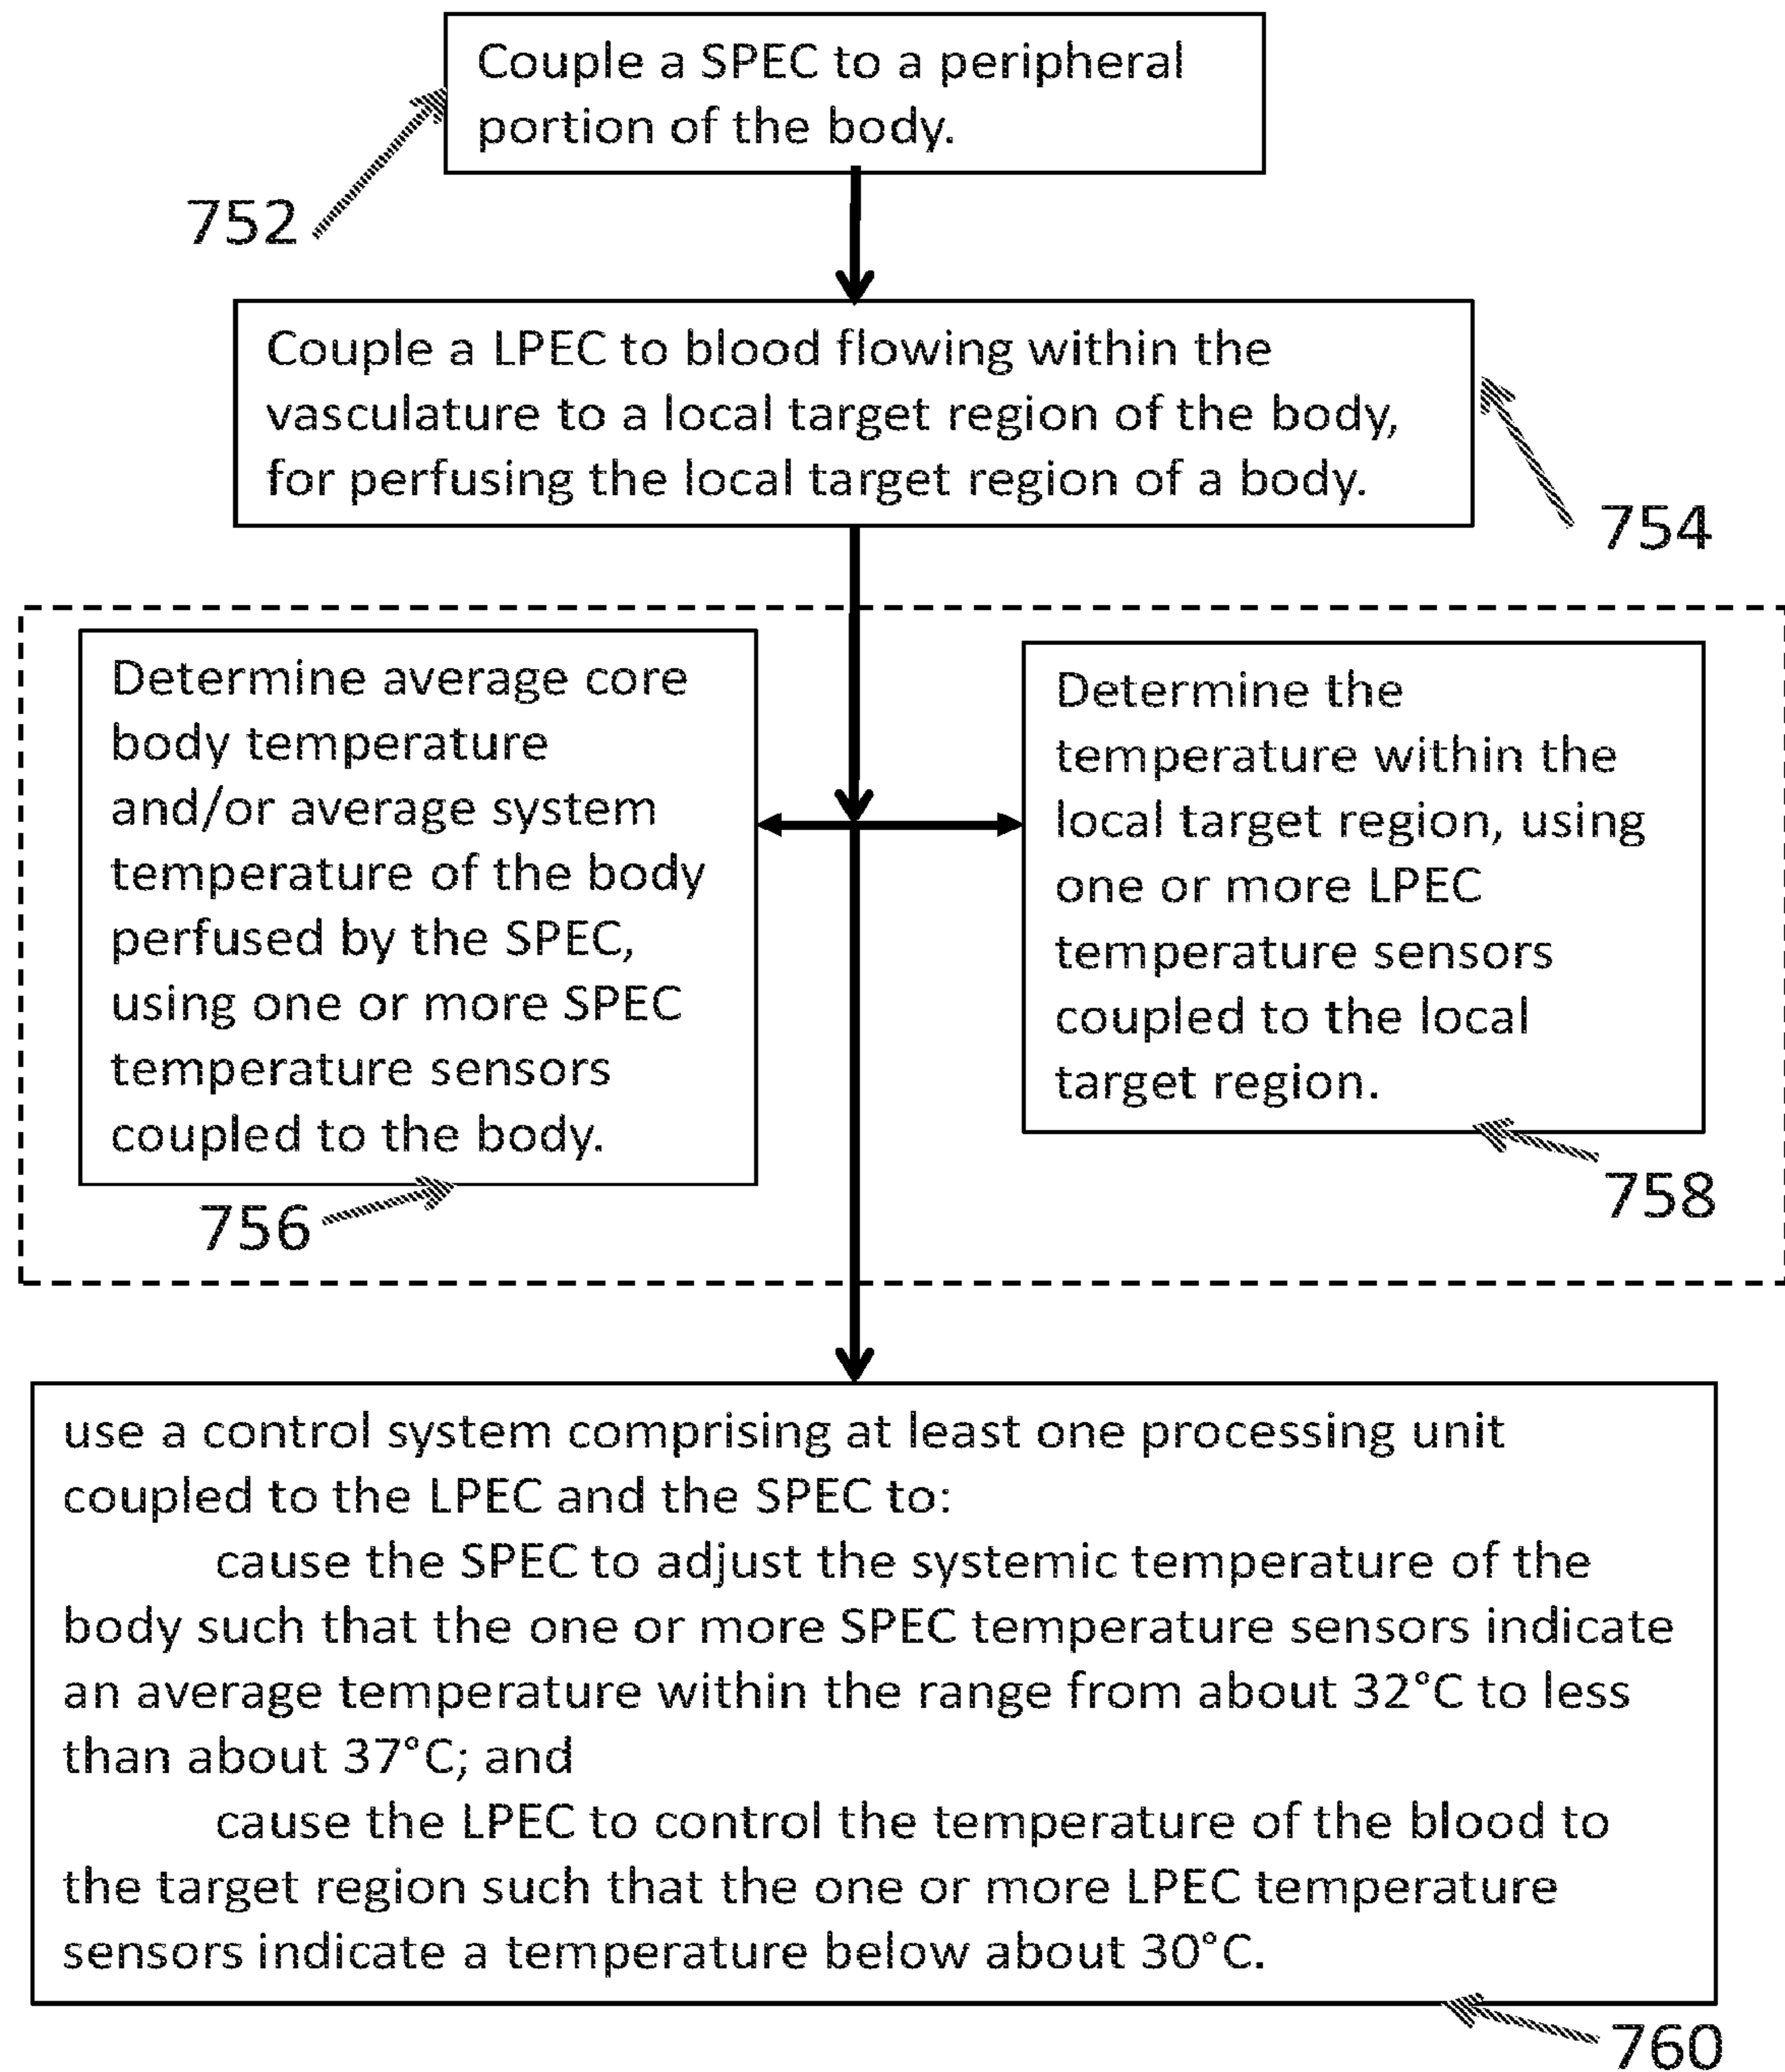 Couple a SPEC to a peripheral
portion of the body.
752
Couple a LPEC to blood flowing within the
vasculature to a local target region of the body,
for perfusing the local target region of a body.
754
Determine average core
body temperature
and/or average system
temperature of the body
perfused by the SPEC,
using one or more SPEC
temperature sensors
coupled to the body.
756
Determine the
temperature within the
local target region, using
one or more LPEC
temperature sensors
coupled to the local
target region.
758
use a control system comprising at least one processing unit
coupled to the LPEC and the SPEC to:
cause the SPEC to adjust the systemic temperature of the
body such that the one or more SPEC temperature sensors indicate
an average temperature within the range from about 32°C to less
than about 37°C; and
cause the LPEC to control the temperature of the blood to
the target region such that the one or more LPEC temperature
sensors indicate a temperature below about 30°C.
760